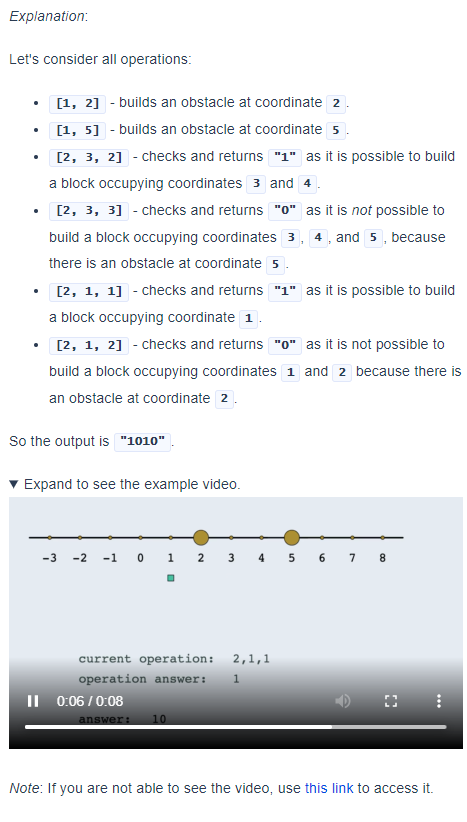 Explanation:
Let's consider all operations:
• [1, 2] - builds an obstacle at coordinate 2 .
• [1, 5] - builds an obstacle at coordinate 5 .
• [2, 3, 2] - checks and returns "1" as it is possible to build
a block occupying coordinates 3 and 4 .
• [2, 3, 3] - checks and returns "0" as it is not possible to
build a block occupying coordinates 3 , 4 , and 5 , because
there is an obstacle at coordinate 5 .
• [2, 1, 1] - checks and returns "1" as it is possible to build
a block occupying coordinate 1 .
• [2, 1, 2] - checks and returns "0" as it is not possible to
build a block occupying coordinates 1 and 2 because there is
an obstacle at coordinate 2 .
So the output is "1010" .
▼ Expand to see the example video.
-3 -2 -1 0 1 2 3 4 5 6 7 8
current operation: 2,1,1
operation answer: 1
0:06 / 0:08
answer: 10
Note: If you are not able to see the video, use this link to access it.